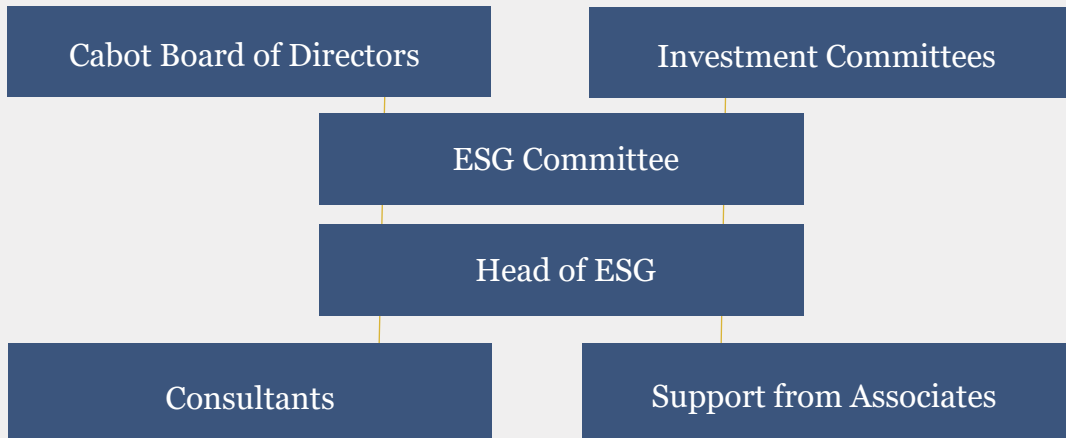 Cabot Board of Directors
Investment Committees
ESG Committee
Head of ESG
Consultants
Support from Associates